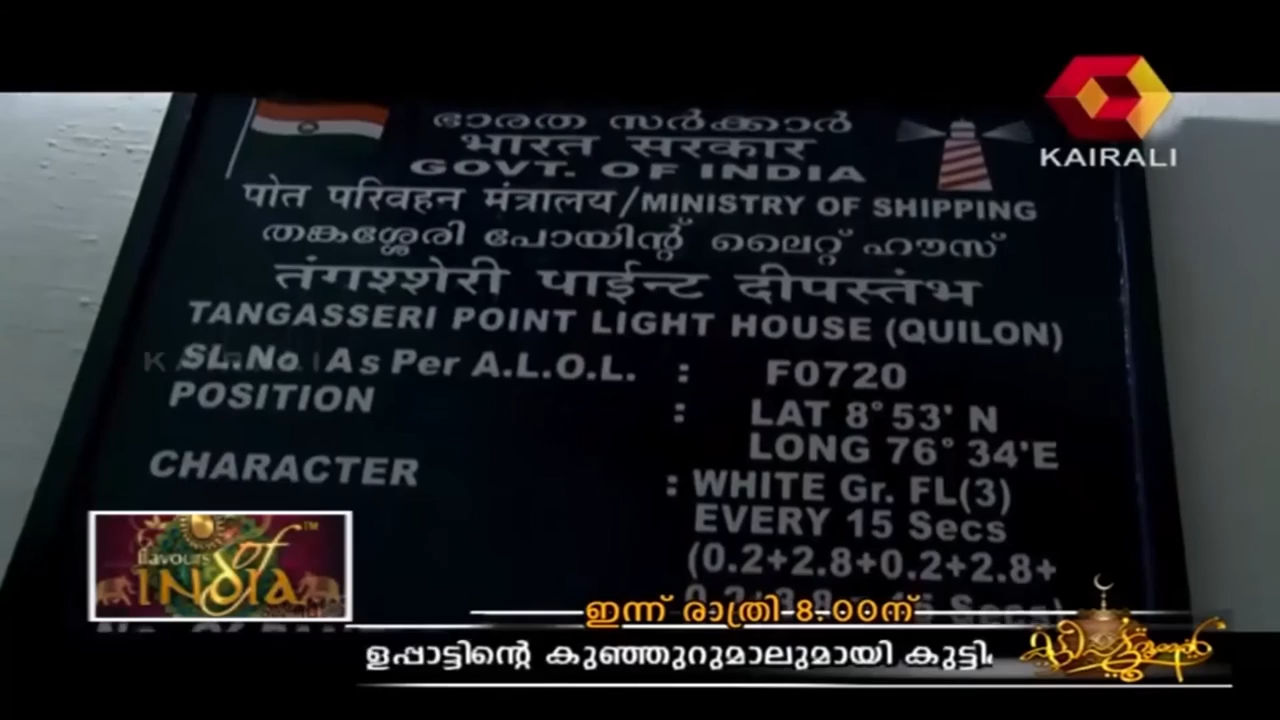 KAIRALI
ഭാരത സർക്കാർ
भारत सरकार
GOVT. OF INDIA
पोत परिवहन मंत्रालय/MINISTRY OF SHIPPING
തങ്കശ്ശേരി പോയിന്റ് ലൈറ്റ് ഹൗസ്
तंगश्शेरी पाईन्ट दीपस्तंभ
TANGASSERI POINT LIGHT HOUSE (QUILON)
SL.No As Per A.L.O.L. : F0720
POSITION : LAT 8° 53' N
LONG 76° 34'E
CHARACTER : WHITE Gr. FL(3)
EVERY 15 Secs
(0.2+2.8+0.2+2.8+
flavours of INDIA TM
ഇന്ന് രാത്രി 8.00ന്
ളപ്പാട്ടിന്റെ കുഞ്ഞുറുമാലുമായി കുട്ടി